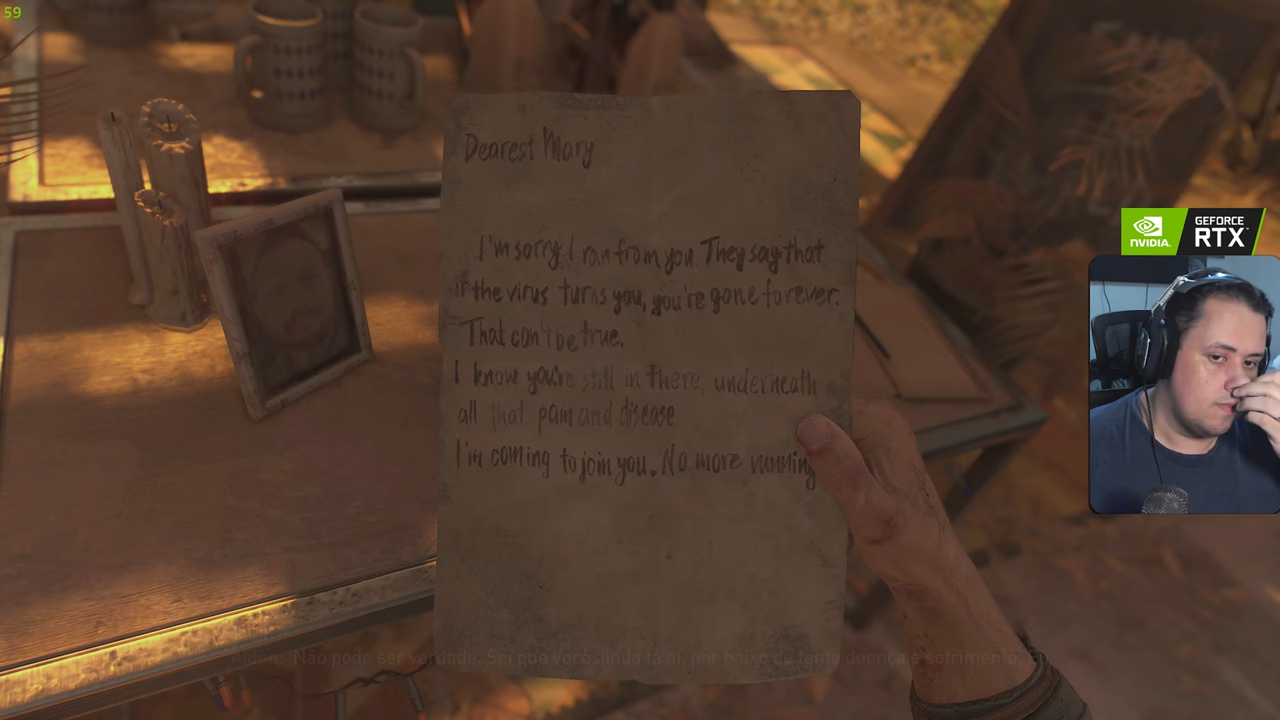 59
Dearest Mary
I'm sorry I ran from you. They say that
if the virus turns you, you're gone forever.
That can't be true.
I know you're still in there, underneath
all that pain and disease
I'm coming to join you. No more running
NVIDIA.
GEFORCE
RTX
Aiden: Não pode ser verdade. Sei que você ainda tá aí, por baixo de tanta doença e sofrimento,